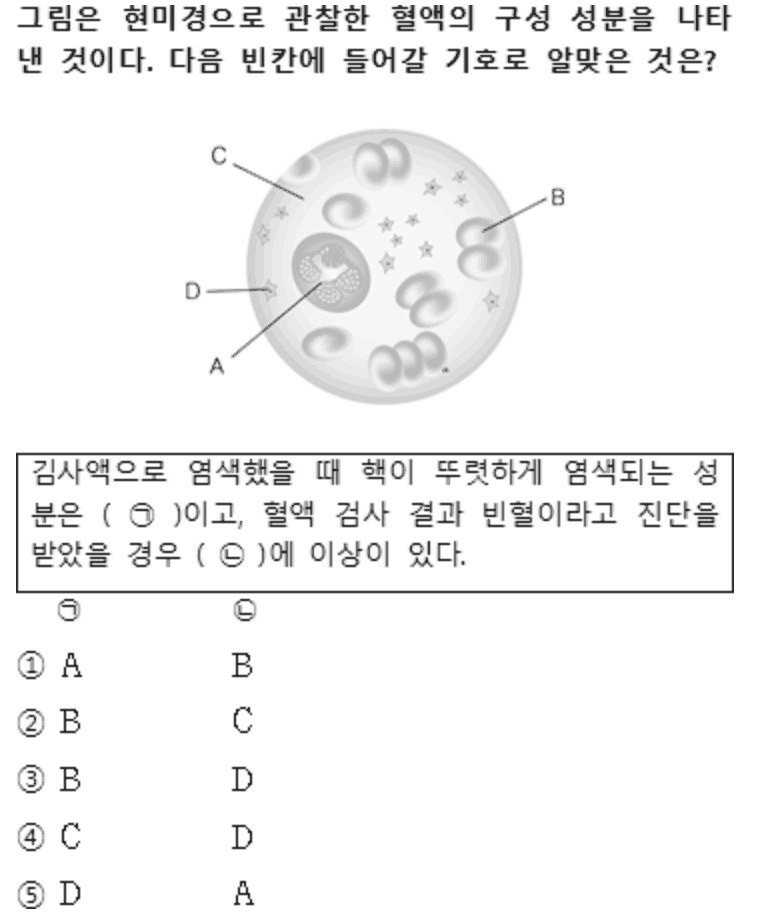 그림은 현미경으로 관찰한 혈액의 구성 성분을 나타
낸 것이다. 다음 빈칸에 들어갈 기호로 알맞은 것은?
C
B
D
A
김사액으로 염색했을 때 핵이 뚜렷하게 염색되는 성
분은 ( ㉠ )이고, 혈액 검사 결과 빈혈이라고 진단을
받았을 경우 ( ㉡ )에 이상이 있다.
㉠ ㉡
① A B
② B C
③ B D
④ C D
⑤ D A